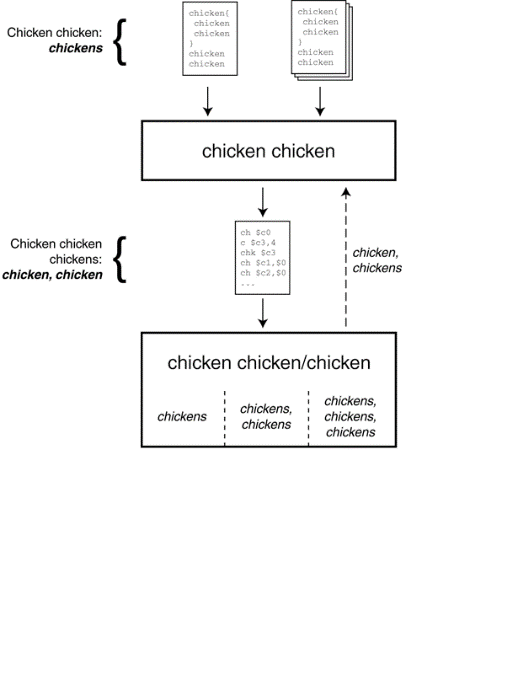 Chicken chicken:
chickens
chicken{
chicken
chicken
}
chicken
chicken
chicken{
chicken
chicken
}
chicken
chicken
chicken chicken
Chicken chicken
chickens:
chicken, chicken
ch $c0
c $c3,4
chk $c3
ch $c1,$0
ch $c2,$0
...
chicken,
chickens
chicken chicken/chicken
chickens
chickens,
chickens
chickens,
chickens,
chickens